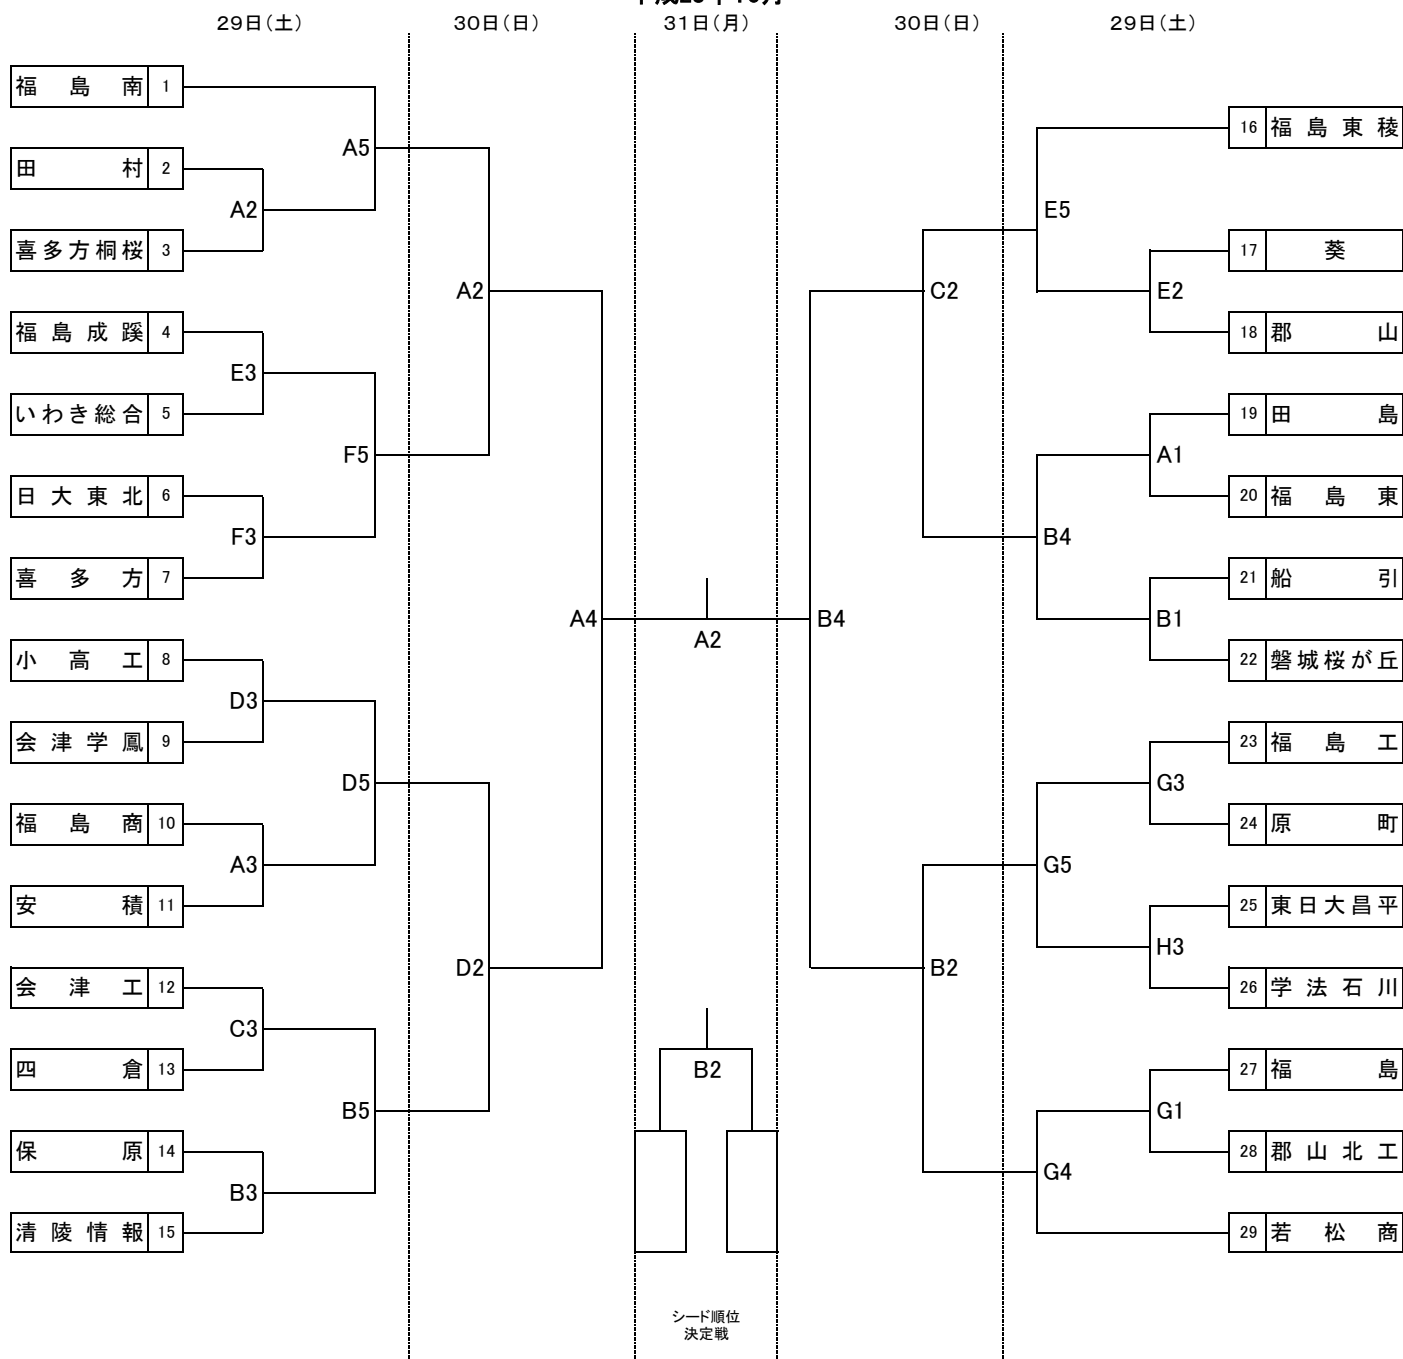 29日(土) 30日(日) 31日(月) 30日(日) 29日(土)
福島南 1
田村 2
喜多方桐桜 3
福島成蹊 4
いわき総合 5
日大東北 6
喜多方 7
小高工 8
会津学鳳 9
福島商 10
安積 11
会津工 12
四倉 13
保原 14
清陵情報 15
A2
E3
F3
D3
A3
C3
B3
A5
F5
D5
B5
A2
D2
A4
A2
B4
C2
B2
E5
B4
G5
G4
E2
A1
B1
G3
H3
G1
16 福島東稜
17 葵
18 郡山
19 田島
20 福島東
21 船引
22 磐城桜が丘
23 福島工
24 原町
25 東日大昌平
26 学法石川
27 福島
28 郡山北工
29 若松商
B2
シード順位
決定戦